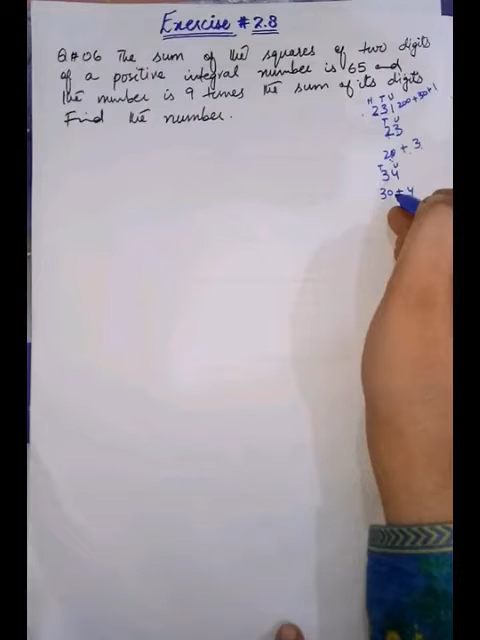 Exercise # 2.8
Q#06 The sum of the squares of two digits
of a positive integral number is 65 and
the number is 9 times the sum of its digits
Find the number.
H T U
231 200+30+1
T U
23
20 + 3
T U
34
30+4